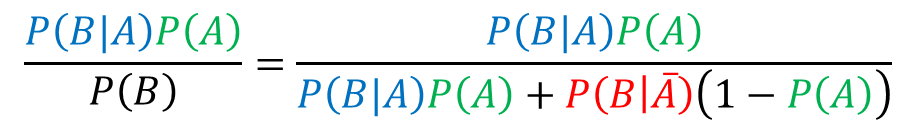 P(B|A)P(A) / P(B) = P(B|A)P(A) / P(B|A)P(A) + P(B|Ā)(1 − P(A))